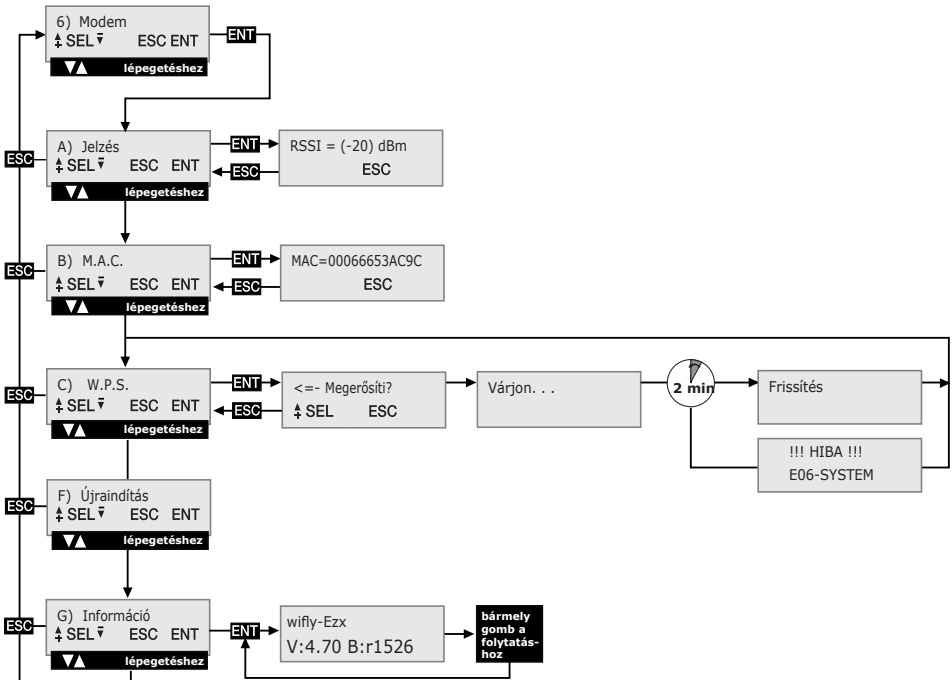 6) Modem
SEL ESC ENT
lépegetéshez
ENT
A) Jelzés
SEL ESC ENT
lépegetéshez
ESC
ENT
ESC
RSSI = (-20) dBm
ESC
B) M.A.C.
SEL ESC ENT
lépegetéshez
ESC
ENT
ESC
MAC=00066653AC9C
ESC
C) W.P.S.
SEL ESC ENT
lépegetéshez
ESC
ENT
ESC
<=- Megerősíti?
SEL ESC
Várjon. . .
2 min
Frissítés
!!! HIBA !!!
E06-SYSTEM
F) Újraindítás
SEL ESC ENT
lépegetéshez
ESC
G) Információ
SEL ESC ENT
lépegetéshez
ESC
ENT
wifly-Ezx
V:4.70 B:r1526
bármely
gomb a
folytatás-
hoz